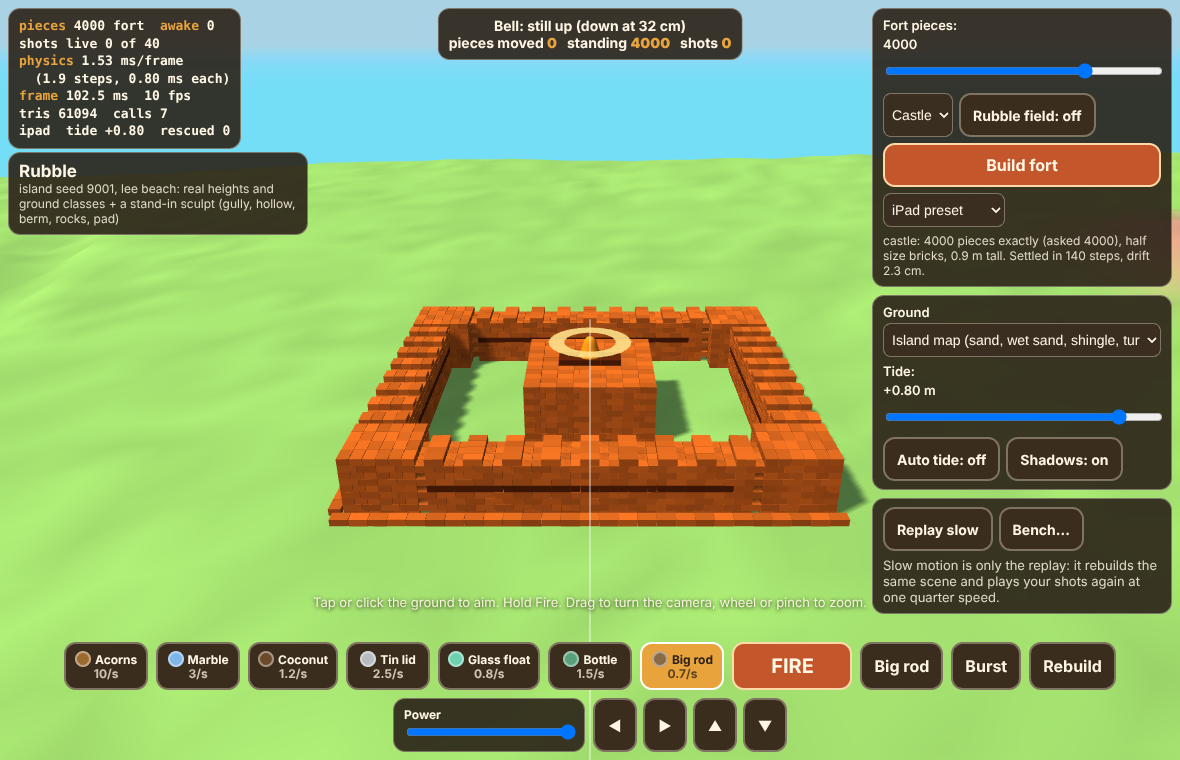 pieces 4000 fort awake 0
shots live 0 of 40
physics 1.53 ms/frame
(1.9 steps, 0.80 ms each)
frame 102.5 ms 10 fps
tris 61094 calls 7
ipad tide +0.80 rescued 0
Rubble
island seed 9001, lee beach: real heights and
ground classes + a stand-in sculpt (gully, hollow,
berm, rocks, pad)
Bell: still up (down at 32 cm)
pieces moved 0 standing 4000 shots 0
Fort pieces:
4000
Castle
Rubble field: off
Build fort
iPad preset
castle: 4000 pieces exactly (asked 4000), half
size bricks, 0.9 m tall. Settled in 140 steps, drift
2.3 cm.
Ground
Island map (sand, wet sand, shingle, tur
Tide:
+0.80 m
Auto tide: off
Shadows: on
Replay slow
Bench...
Slow motion is only the replay: it rebuilds the
same scene and plays your shots again at
one quarter speed.
Tap or click the ground to aim. Hold Fire. Drag to turn the camera, wheel or pinch to zoom.
Acorns
10/s
Marble
3/s
Coconut
1.2/s
Tin lid
2.5/s
Glass float
0.8/s
Bottle
1.5/s
Big rod
0.7/s
FIRE
Big rod
Burst
Rebuild
Power